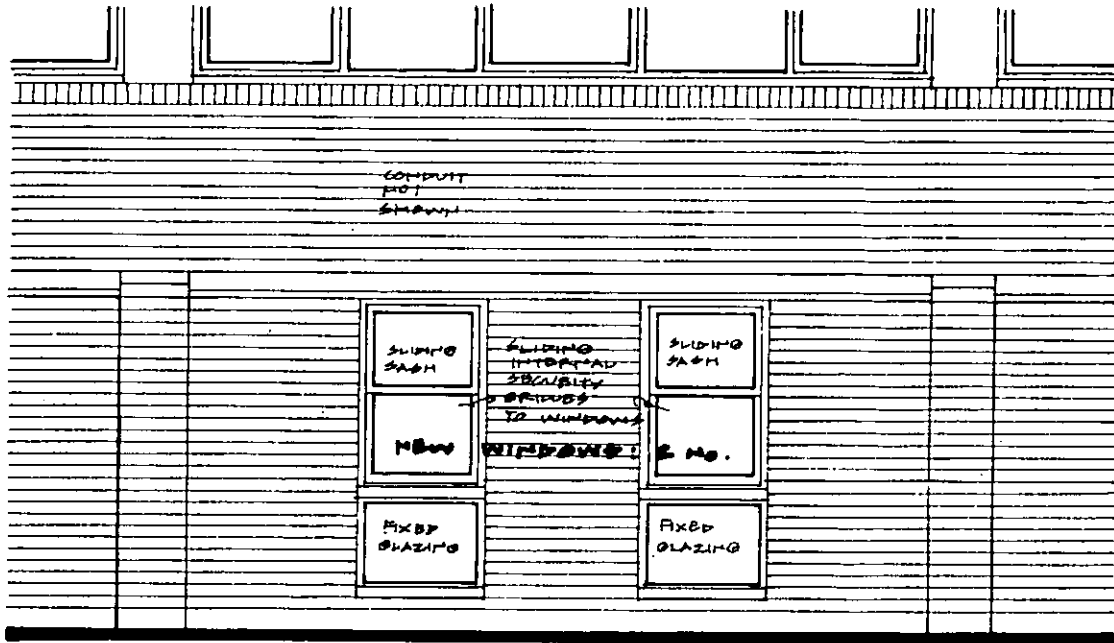 CONDUIT
NOT
SHOWN
SLIDING
SASH
SLIDING
INTERNAL
SECURITY
GRILLES
TO WINDOWS
SLIDING
SASH
NEW WINDOWS: 2 NO.
FIXED
GLAZING
FIXED
GLAZING